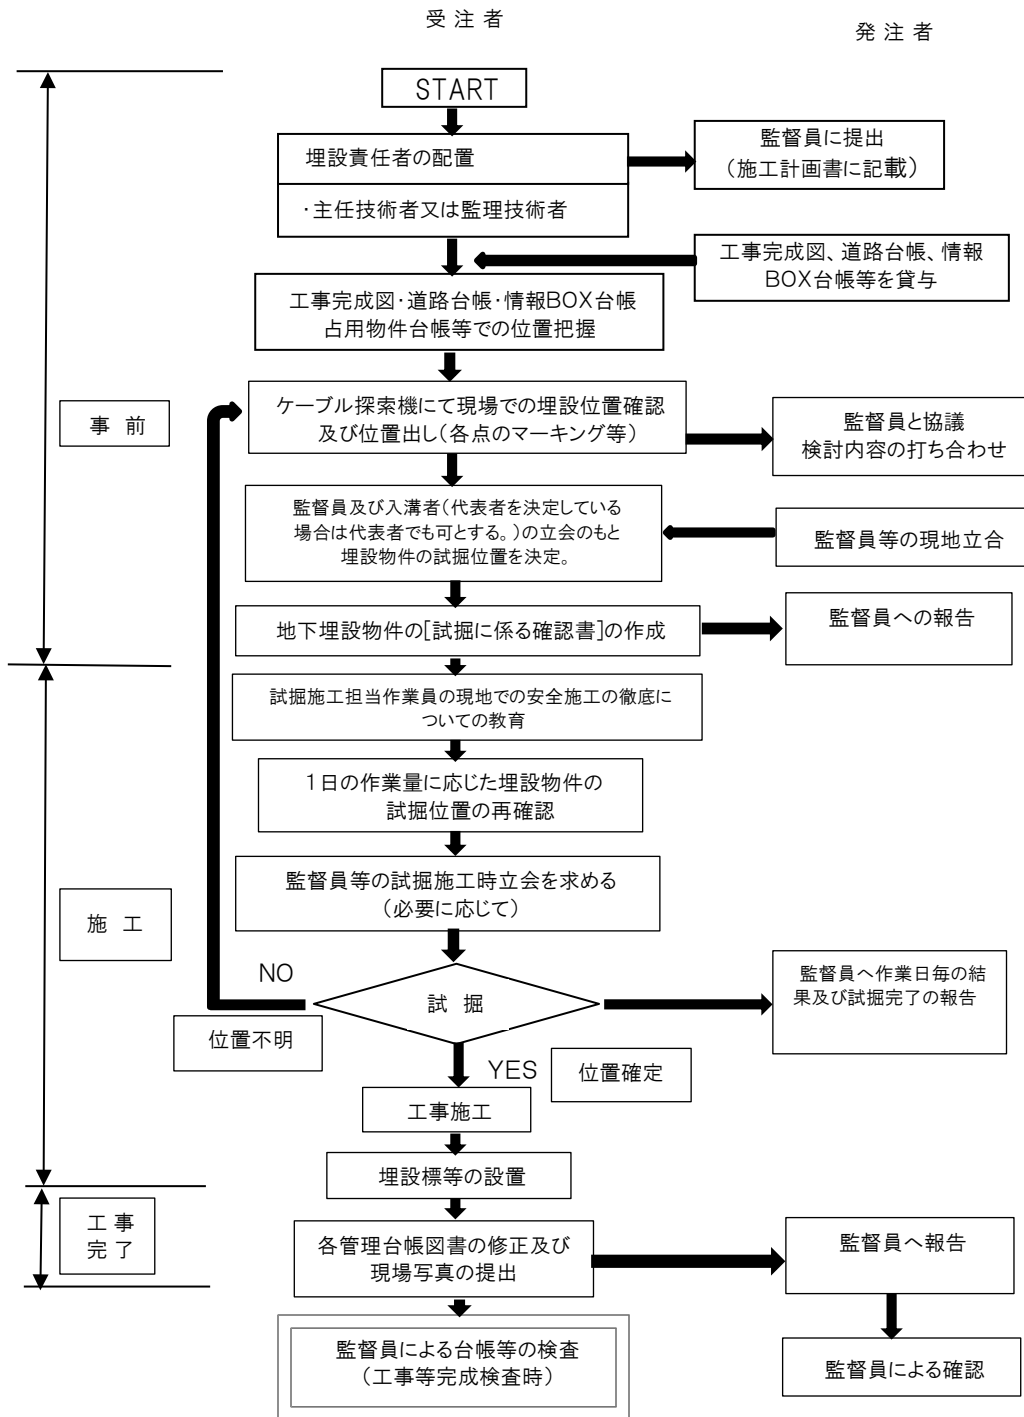 受 注 者
発 注 者
START
埋設責任者の配置
・主任技術者又は監理技術者
監督員に提出
（施工計画書に記載）
工事完成図、道路台帳、情報
BOX台帳等を貸与
工事完成図・道路台帳・情報BOX台帳
占用物件台帳等での位置把握
事 前
ケーブル探索機にて現場での埋設位置確認
及び位置出し（各点のマーキング等）
監督員と協議
検討内容の打ち合わせ
監督員及び入溝者（代表者を決定している
場合は代表者でも可とする。）の立会のもと
埋設物件の試掘位置を決定。
監督員等の現地立合
地下埋設物件の［試掘に係る確認書］の作成
監督員への報告
試掘施工担当作業員の現地での安全施工の徹底に
ついての教育
1日の作業量に応じた埋設物件の
試掘位置の再確認
監督員等の試掘施工時立会を求める
（必要に応じて）
施 工
NO
試 掘
監督員へ作業日毎の結
果及び試掘完了の報告
位置不明
YES
位置確定
工事施工
埋設標等の設置
工 事
完 了
各管理台帳図書の修正及び
現場写真の提出
監督員へ報告
監督員による台帳等の検査
（工事等完成検査時）
監督員による確認